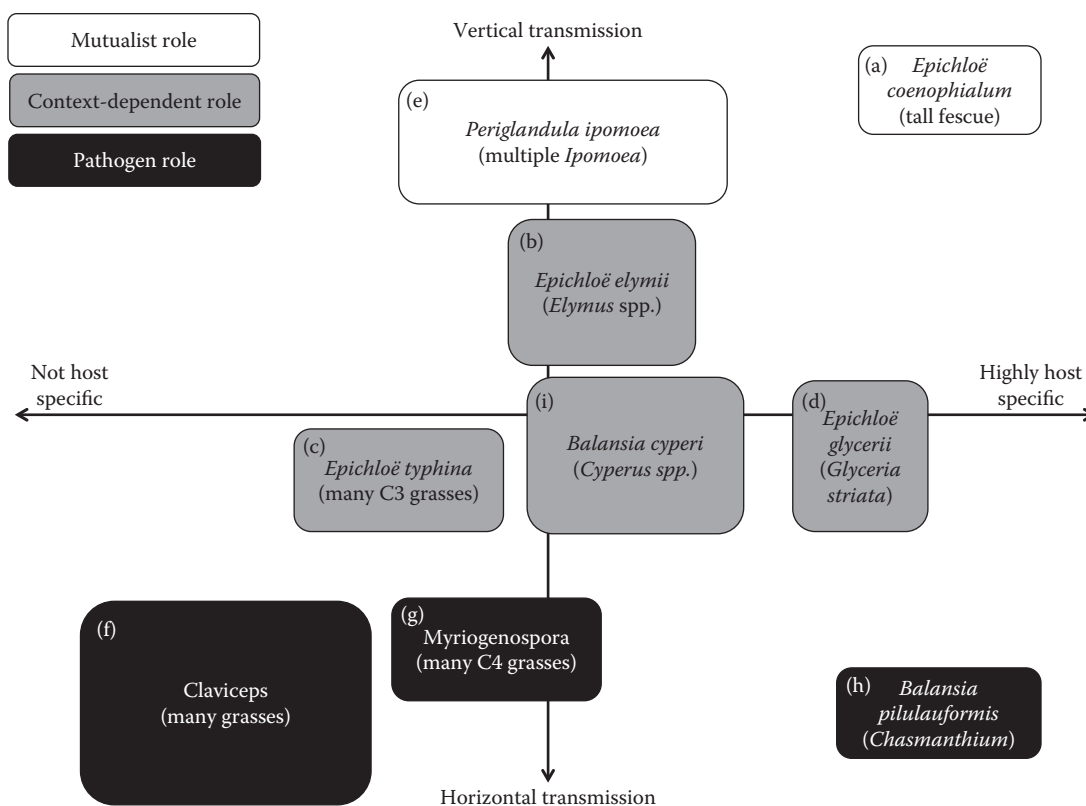 Mutualist role
Context-dependent role
Pathogen role
Vertical transmission
(a) Epichloë
coenophialum
(tall fescue)
(e)
Periglandula ipomoea
(multiple Ipomoea)
(b)
Epichloë elymii
(Elymus spp.)
Not host
specific
Highly host
specific
(i)
Balansia cyperi
(Cyperus spp.)
(d)
Epichloë
glycerii
(Glyceria
striata)
(c)
Epichloë typhina
(many C3 grasses)
(f)
Claviceps
(many grasses)
(g)
Myriogenospora
(many C4 grasses)
(h) Balansia
pilulauformis
(Chasmanthium)
Horizontal transmission